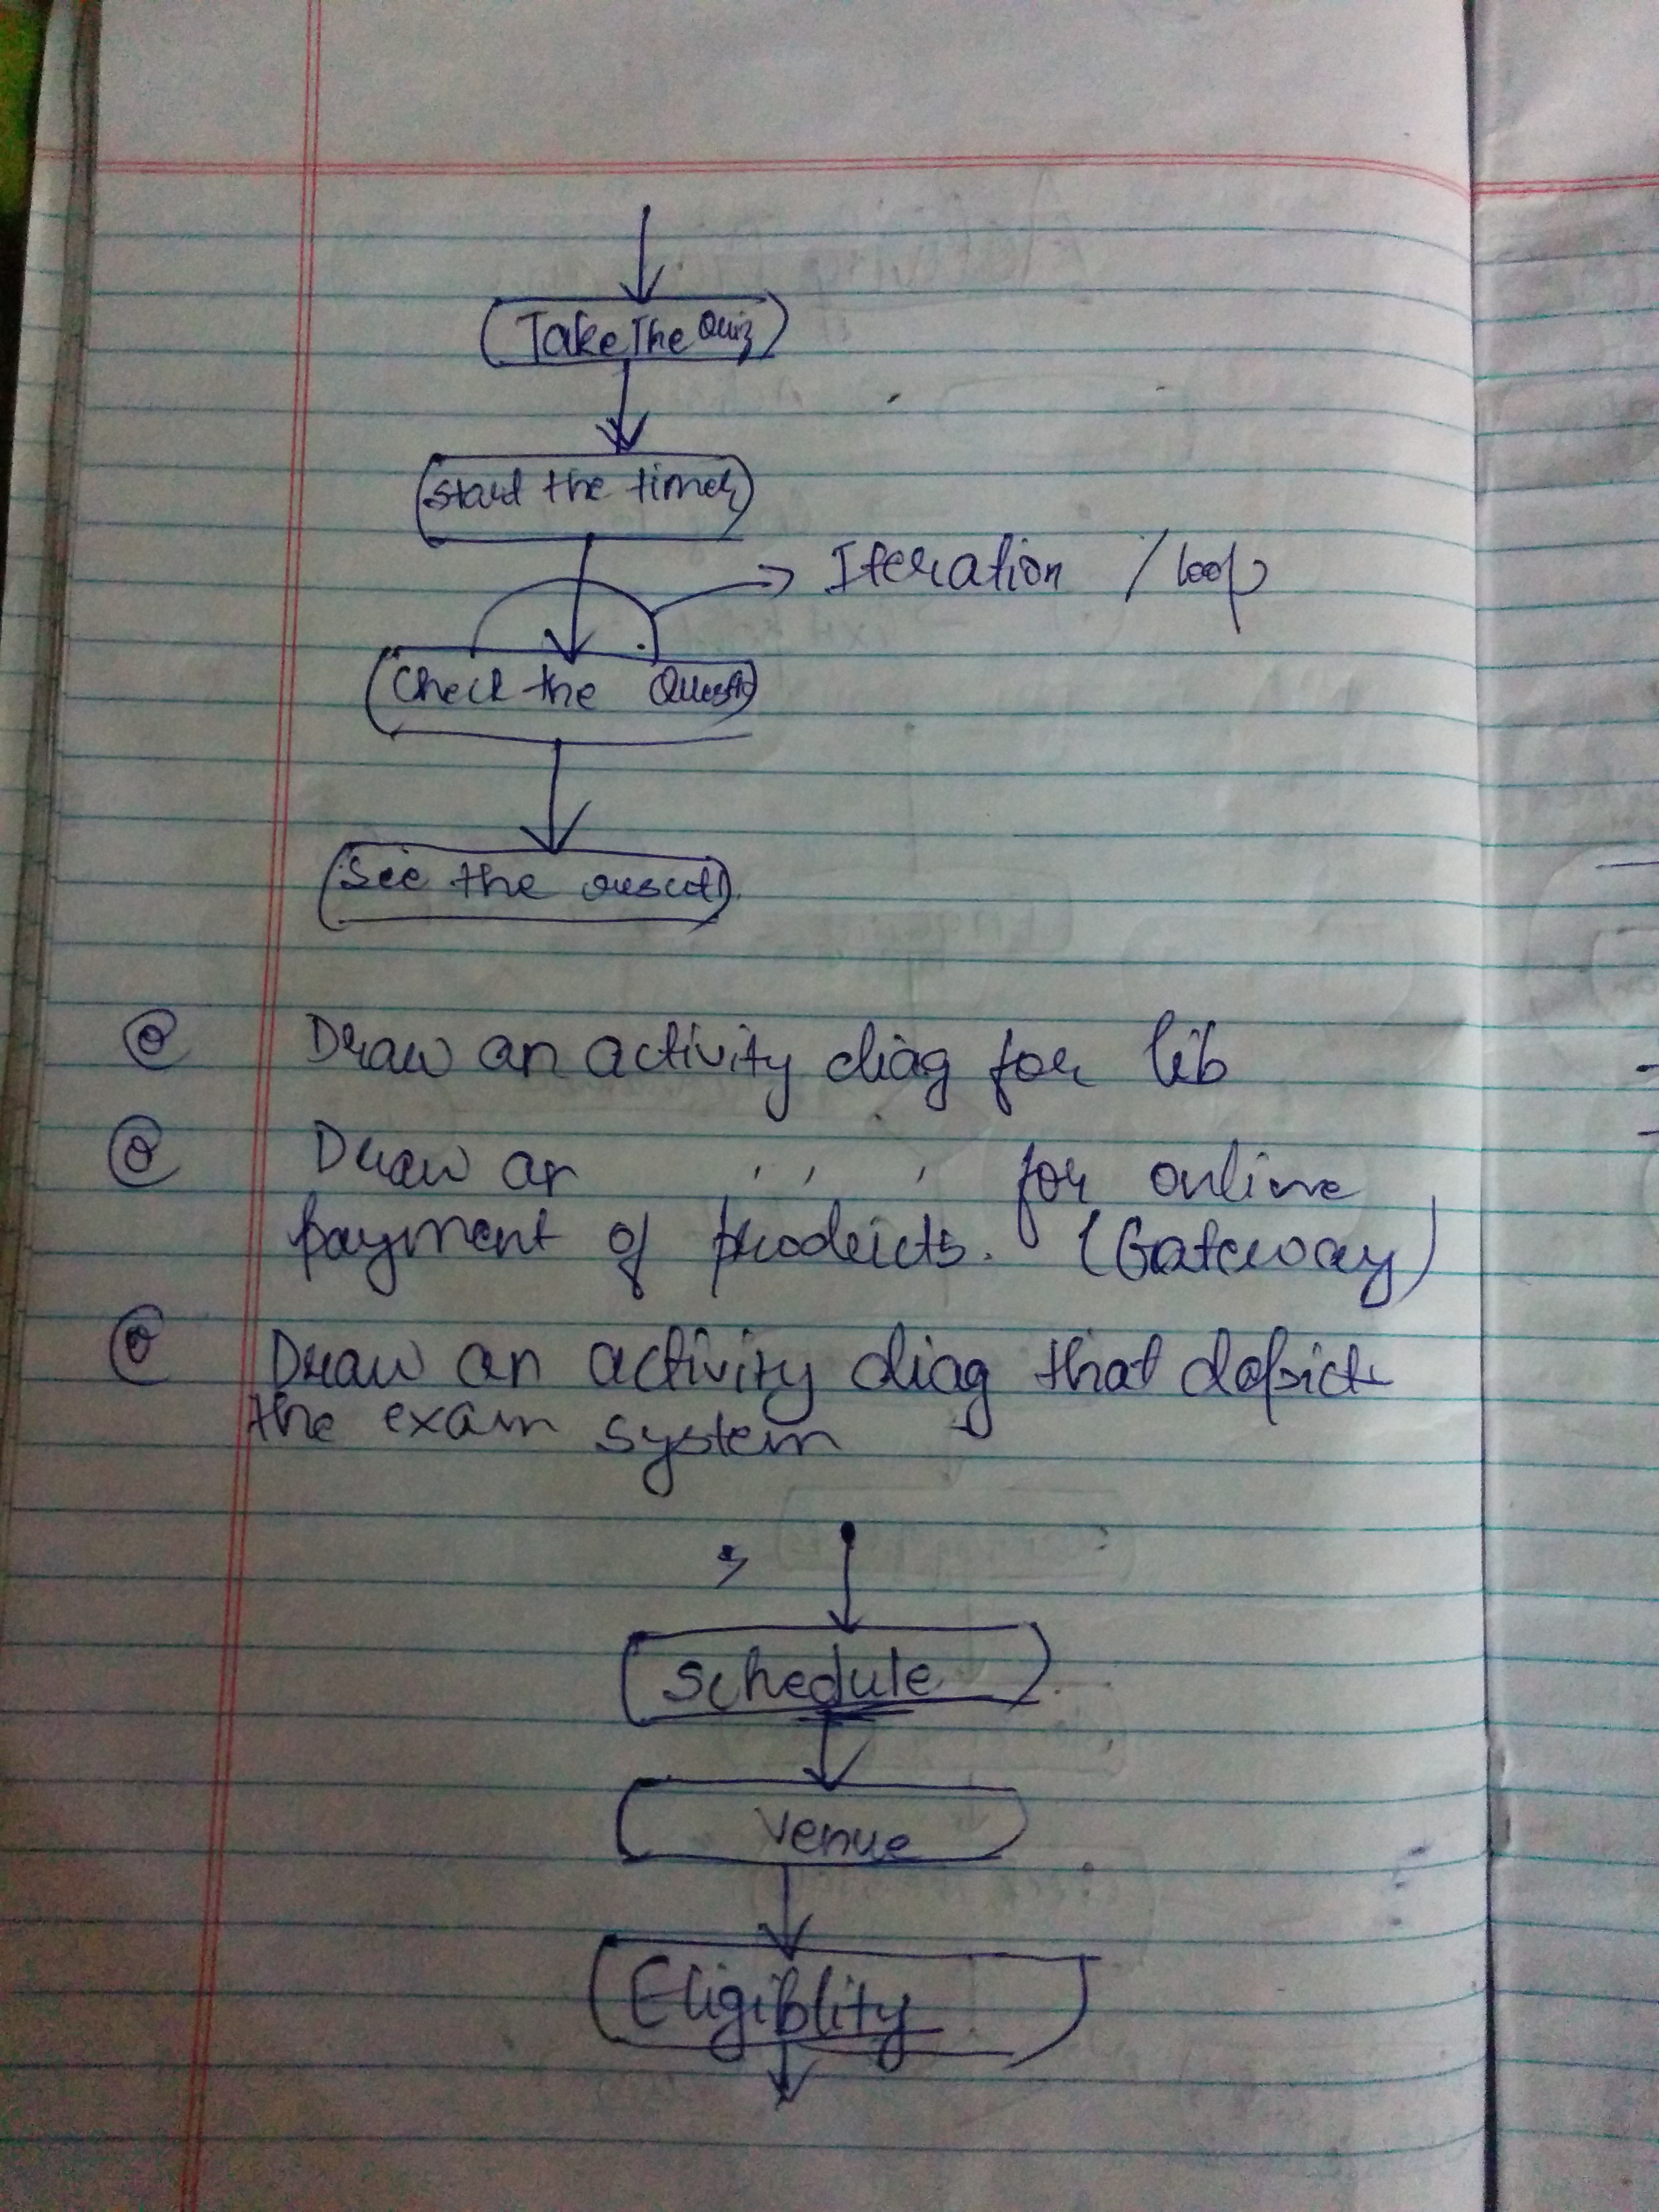 Take The Quiz
Start the timer
Iteration / loop
Check the Quest
See the result
Draw an activity diag for lib
Draw an , , , for online
payment of products. (Gateway)
Draw an activity diag that depicts
the exam system
Schedule
Venue
Eligiblity